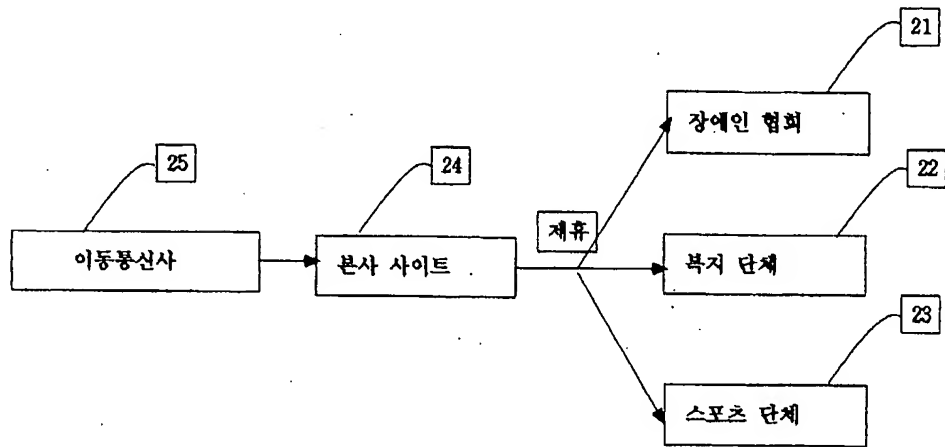 21
장애인 협회
25
24
22
제휴
이동통신사
본사 사이트
복지 단체
23
스포츠 단체